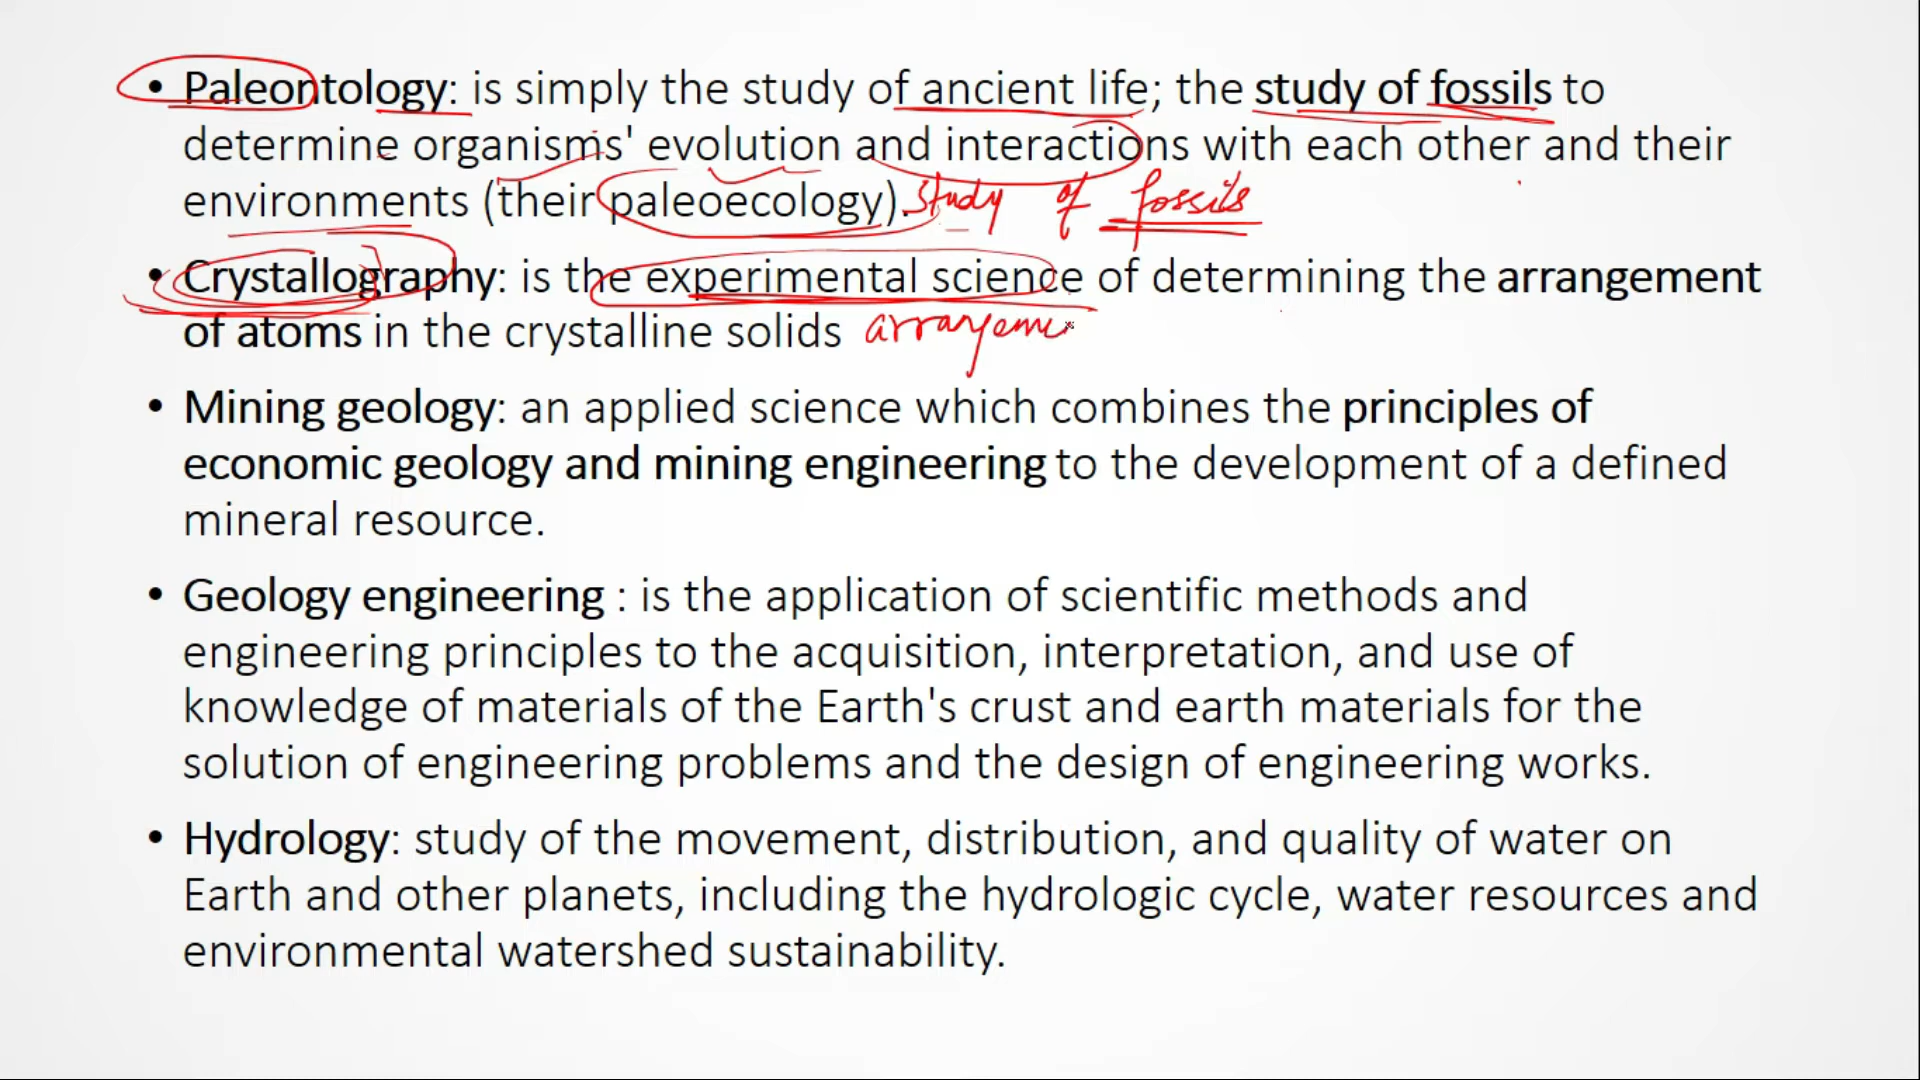 • Paleontology: is simply the study of ancient life; the study of fossils to
determine organisms' evolution and interactions with each other and their
environments (their paleoecology). study of fossils
• Crystallography: is the experimental science of determining the arrangement
of atoms in the crystalline solids arrangeme
• Mining geology: an applied science which combines the principles of
economic geology and mining engineering to the development of a defined
mineral resource.
• Geology engineering : is the application of scientific methods and
engineering principles to the acquisition, interpretation, and use of
knowledge of materials of the Earth's crust and earth materials for the
solution of engineering problems and the design of engineering works.
• Hydrology: study of the movement, distribution, and quality of water on
Earth and other planets, including the hydrologic cycle, water resources and
environmental watershed sustainability.